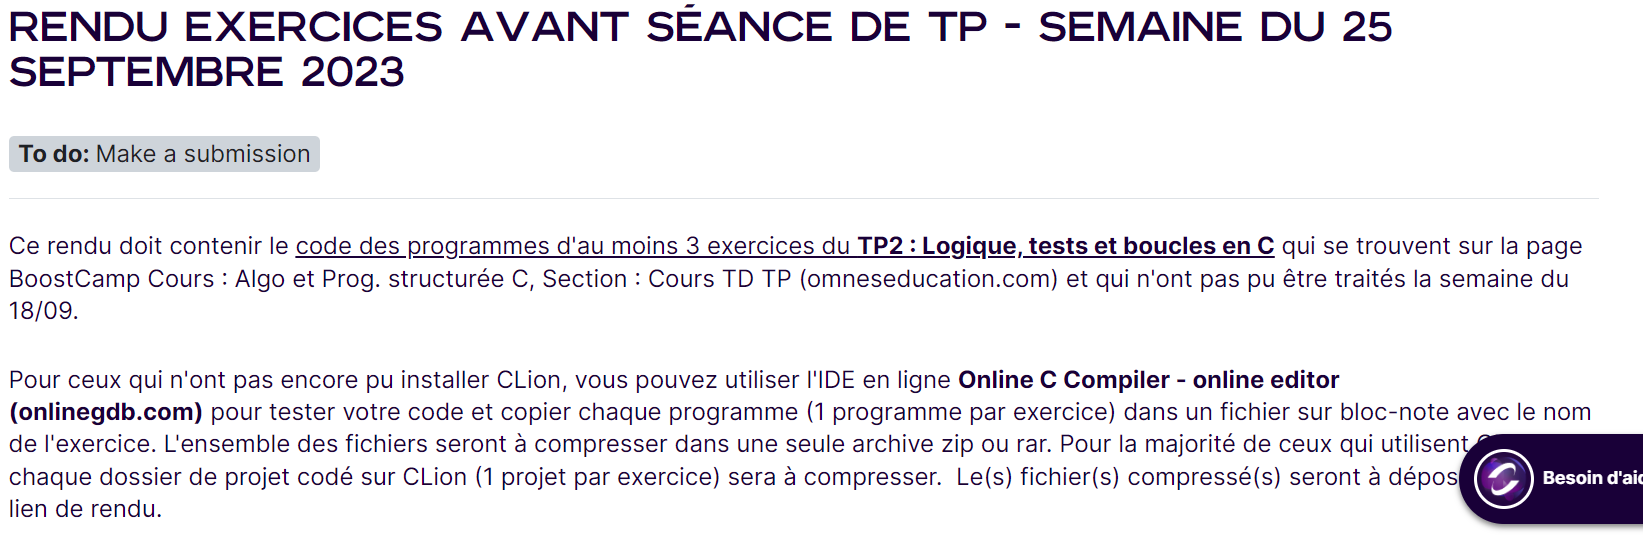 RENDU EXERCICES AVANT SÉANCE DE TP - SEMAINE DU 25
SEPTEMBRE 2023
To do: Make a submission
Ce rendu doit contenir le code des programmes d'au moins 3 exercices du TP2 : Logique, tests et boucles en C qui se trouvent sur la page
BoostCamp Cours : Algo et Prog. structurée C, Section : Cours TD TP (omneseducation.com) et qui n'ont pas pu être traités la semaine du
18/09.
Pour ceux qui n'ont pas encore pu installer CLion, vous pouvez utiliser l'IDE en ligne Online C Compiler - online editor
(onlinegdb.com) pour tester votre code et copier chaque programme (1 programme par exercice) dans un fichier sur bloc-note avec le nom
de l'exercice. L'ensemble des fichiers seront à compresser dans une seule archive zip ou rar. Pour la majorité de ceux qui utilisent
chaque dossier de projet codé sur CLion (1 projet par exercice) sera à compresser. Le(s) fichier(s) compressé(s) seront à dépos
lien de rendu.
Besoin d'aid